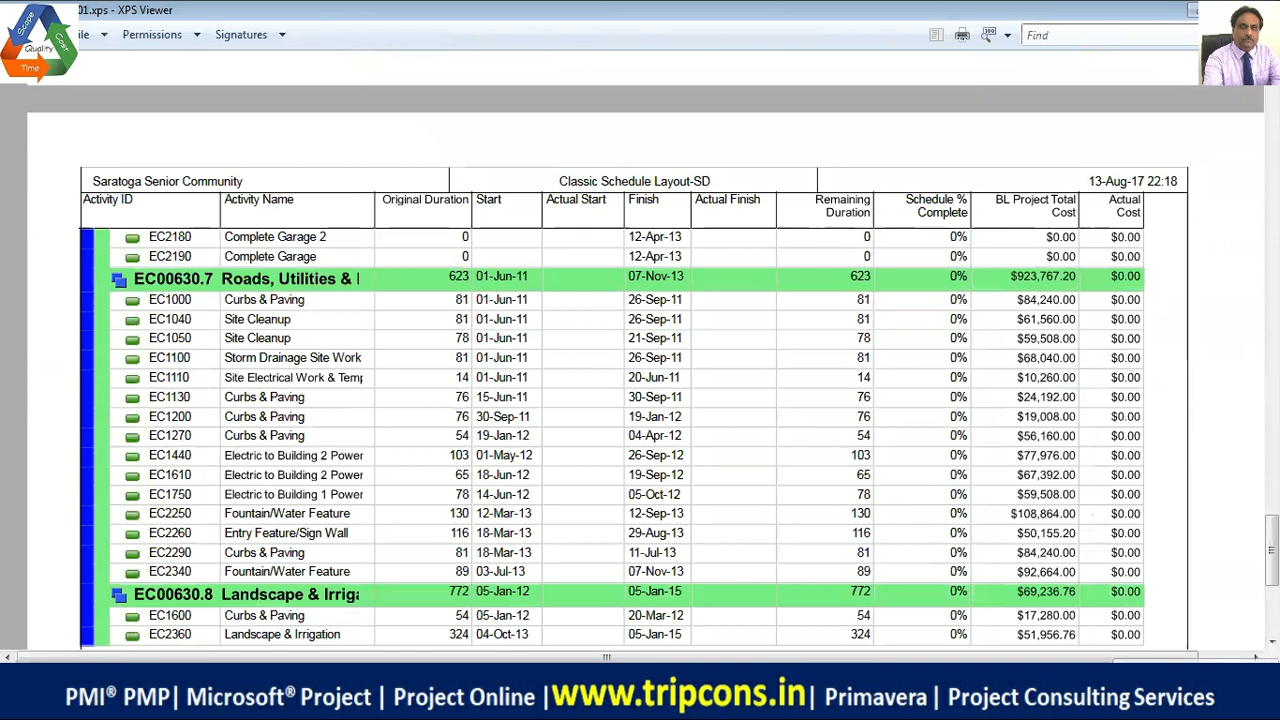 01.xps - XPS Viewer
Scope
Quality
Cost
Time
ile Permissions Signatures Find
Saratoga Senior Community Classic Schedule Layout-SD 13-Aug-17 22:18
Activity ID Activity Name Original Duration Start Actual Start Finish Actual Finish Remaining Duration Schedule % Complete BL Project Total Cost Actual Cost
EC2180 Complete Garage 2 0 12-Apr-13 0 0% $0.00 $0.00
EC2190 Complete Garage 0 12-Apr-13 0 0% $0.00 $0.00
EC00630.7 Roads, Utilities & 623 01-Jun-11 07-Nov-13 623 0% $923,767.20 $0.00
EC1000 Curbs & Paving 81 01-Jun-11 26-Sep-11 81 0% $84,240.00 $0.00
EC1040 Site Cleanup 81 01-Jun-11 26-Sep-11 81 0% $61,560.00 $0.00
EC1050 Site Cleanup 78 01-Jun-11 21-Sep-11 78 0% $59,508.00 $0.00
EC1100 Storm Drainage Site Work 81 01-Jun-11 26-Sep-11 81 0% $68,040.00 $0.00
EC1110 Site Electrical Work & Temp 14 01-Jun-11 20-Jun-11 14 0% $10,260.00 $0.00
EC1130 Curbs & Paving 76 15-Jun-11 30-Sep-11 76 0% $24,192.00 $0.00
EC1200 Curbs & Paving 76 30-Sep-11 19-Jan-12 76 0% $19,008.00 $0.00
EC1270 Curbs & Paving 54 19-Jan-12 04-Apr-12 54 0% $56,160.00 $0.00
EC1440 Electric to Building 2 Power 103 01-May-12 26-Sep-12 103 0% $77,976.00 $0.00
EC1610 Electric to Building 2 Power 65 18-Jun-12 19-Sep-12 65 0% $67,392.00 $0.00
EC1750 Electric to Building 1 Power 78 14-Jun-12 05-Oct-12 78 0% $59,508.00 $0.00
EC2250 Fountain/Water Feature 130 12-Mar-13 12-Sep-13 130 0% $108,864.00 $0.00
EC2260 Entry Feature/Sign Wall 116 18-Mar-13 29-Aug-13 116 0% $50,155.20 $0.00
EC2290 Curbs & Paving 81 18-Mar-13 11-Jul-13 81 0% $84,240.00 $0.00
EC2340 Fountain/Water Feature 89 03-Jul-13 07-Nov-13 89 0% $92,664.00 $0.00
EC00630.8 Landscape & Irriga 772 05-Jan-12 05-Jan-15 772 0% $69,236.76 $0.00
EC1600 Curbs & Paving 54 05-Jan-12 20-Mar-12 54 0% $17,280.00 $0.00
EC2360 Landscape & Irrigation 324 04-Oct-13 05-Jan-15 324 0% $51,956.76 $0.00
PMI® PMP| Microsoft® Project | Project Online |www.tripcons.in| Primavera | Project Consulting Services